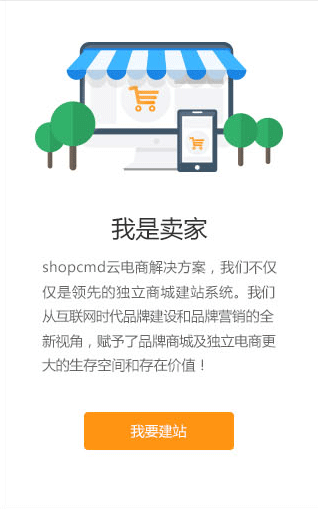 我是卖家
shopcmd云电商解决方案，我们不仅
仅是领先的独立商城建站系统。我们
从互联网时代品牌建设和品牌营销的全
新视角，赋予了品牌商城及独立电商更
大的生存空间和存在价值！
我要建站